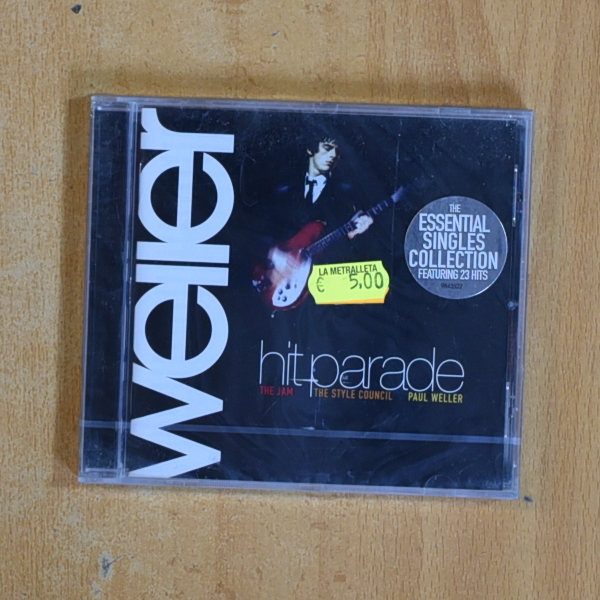 weller
THE
ESSENTIAL
SINGLES
COLLECTION
FEATURING 23 HITS
9843322
LA METRALLETA
€ 5,00
hit parade
THE JAM THE STYLE COUNCIL PAUL WELLER